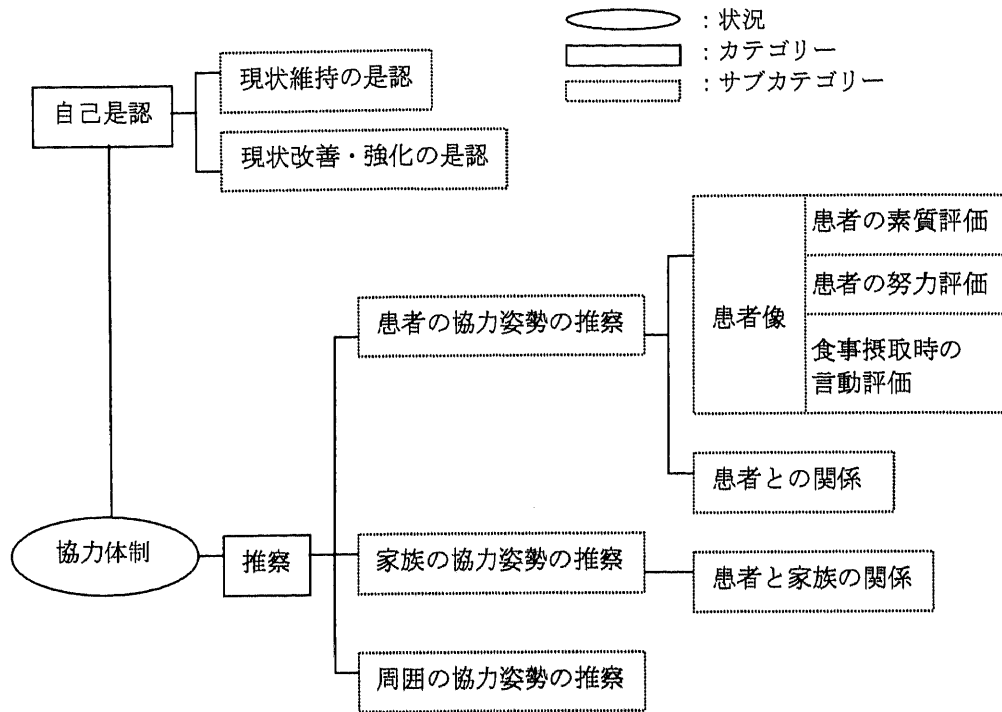 ：状況
：カテゴリー
：サブカテゴリー
自己是認
現状維持の是認
現状改善・強化の是認
患者の協力姿勢の推察
患者像
患者の素質評価
患者の努力評価
食事摂取時の
言動評価
患者との関係
協力体制
推察
家族の協力姿勢の推察
患者と家族の関係
周囲の協力姿勢の推察